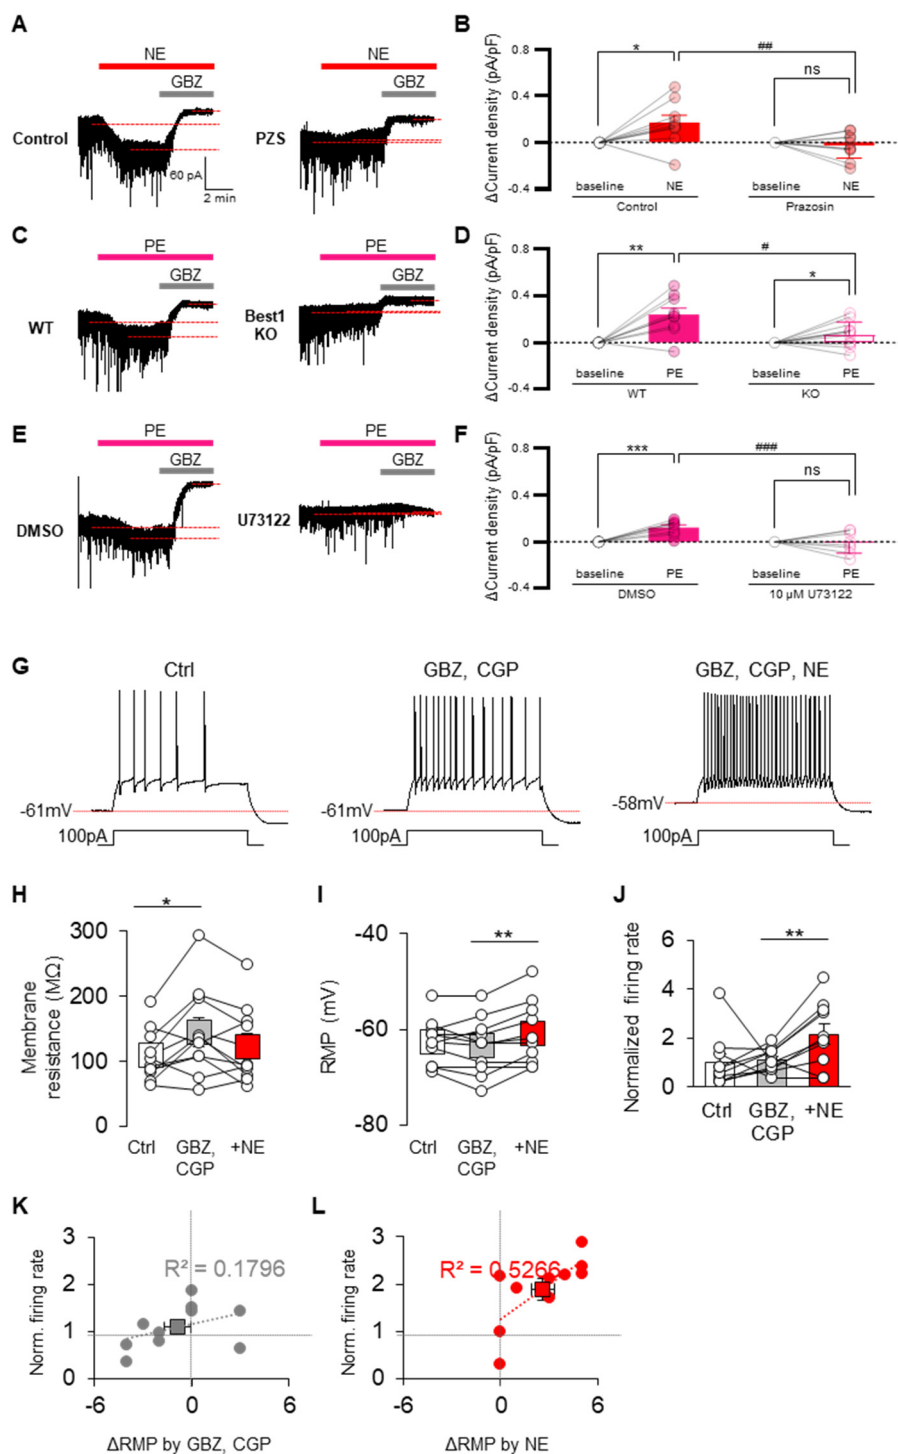 A
NE
GBZ
Control
60 pA
2 min
NE
GBZ
PZS
B
ΔCurrent density (pA/pF)
0.8
0.4
0
-0.4
*
##
ns
baseline
NE
baseline
NE
Control
Prazosin
C
PE
GBZ
WT
PE
GBZ
Best1
KO
D
ΔCurrent density (pA/pF)
0.8
0.4
0
-0.4
**
#
*
baseline
PE
baseline
PE
WT
KO
E
PE
GBZ
DMSO
PE
GBZ
U73122
F
ΔCurrent density (pA/pF)
0.8
0.4
0
-0.4
***
###
ns
baseline
PE
baseline
PE
DMSO
10 μM U73122
G
Ctrl
GBZ, CGP
GBZ, CGP, NE
-61mV
-61mV
-58mV
100pA
100pA
100pA
H
*
Membrane
resistance (MΩ)
300
200
100
0
Ctrl
GBZ,
CGP
+NE
I
**
RMP (mV)
-40
-60
-80
Ctrl
GBZ,
CGP
+NE
J
**
Normalized firing rate
6
4
2
0
Ctrl
GBZ,
CGP
+NE
K
Norm. firing rate
3
2
1
0
R² = 0.1796
-6
0
6
ΔRMP by GBZ, CGP
L
Norm. firing rate
3
2
1
0
R² = 0.5266
-6
0
6
ΔRMP by NE